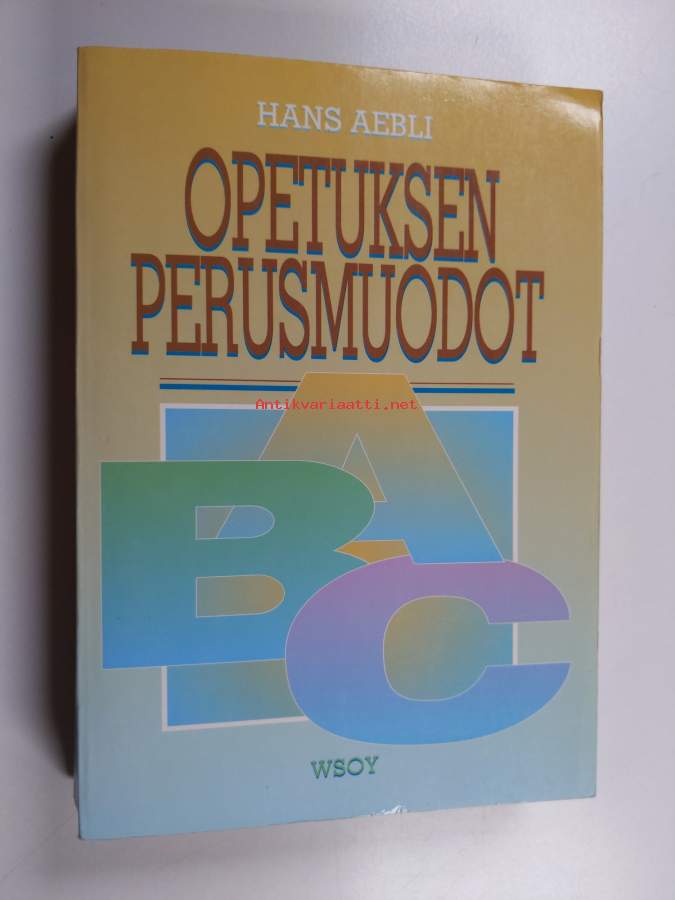 HANS AEBLI
OPETUKSEN
PERUSMUODOT
Antikvariaatti.net
A
B
C
WSOY